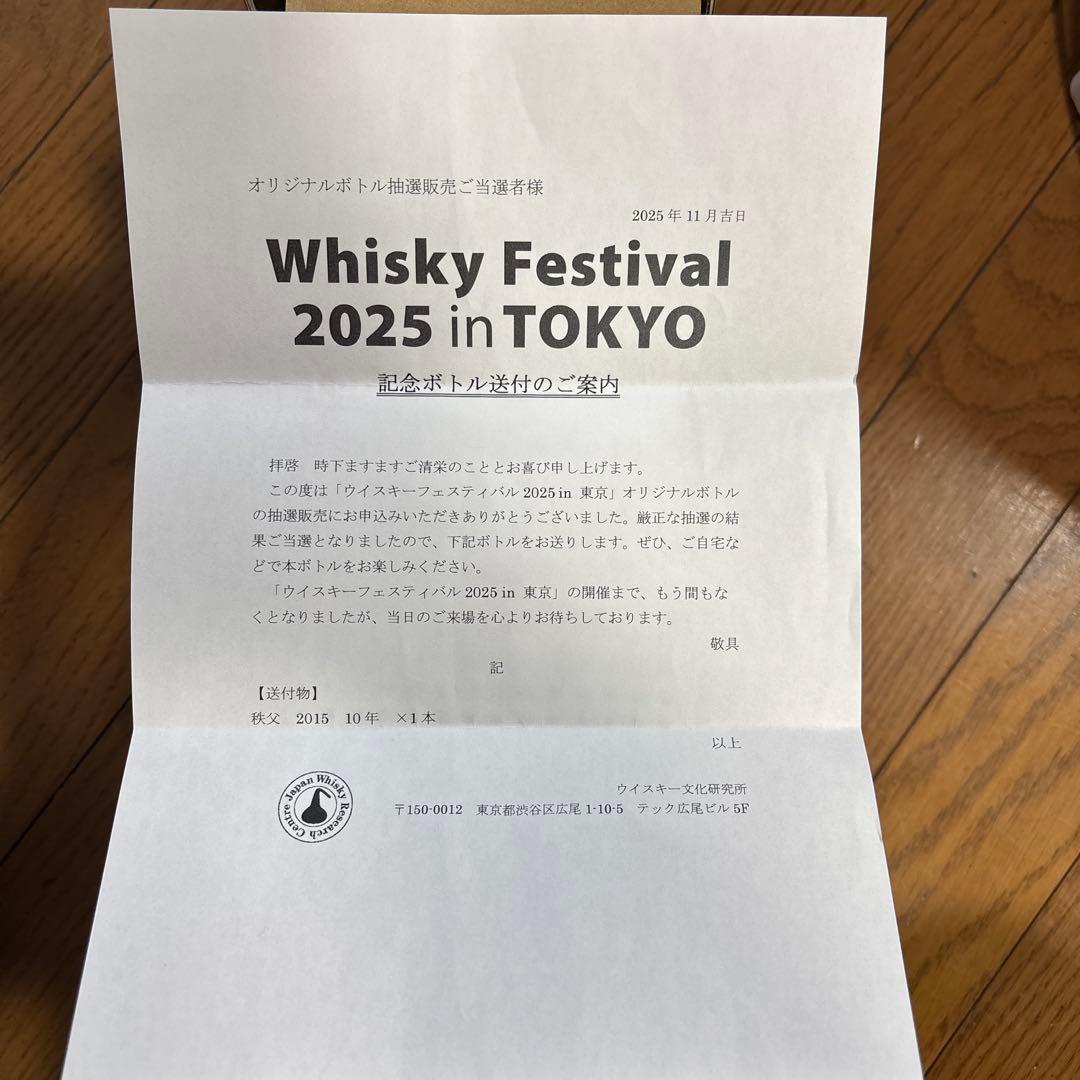 オリジナルボトル抽選販売ご当選者様
2025年11月吉日
Whisky Festival
2025 in TOKYO
記念ボトル送付のご案内
拝啓 時下ますますご清栄のこととお喜び申し上げます。
この度は「ウイスキーフェスティバル 2025 in 東京」オリジナルボトル
の抽選販売にお申込みいただきありがとうございました。厳正な抽選の結
果ご当選となりましたので、下記ボトルをお送りします。ぜひ、ご自宅な
どで本ボトルをお楽しみください。
「ウイスキーフェスティバル 2025 in 東京」の開催まで、もう間もな
くとなりましたが、当日のご来場を心よりお待ちしております。
敬具
記
【送付物】
秩父 2015 10年 ×1本
以上
Japan Whisky Research Centre
ウイスキー文化研究所
〒150-0012 東京都渋谷区広尾 1-10-5 テック広尾ビル 5F